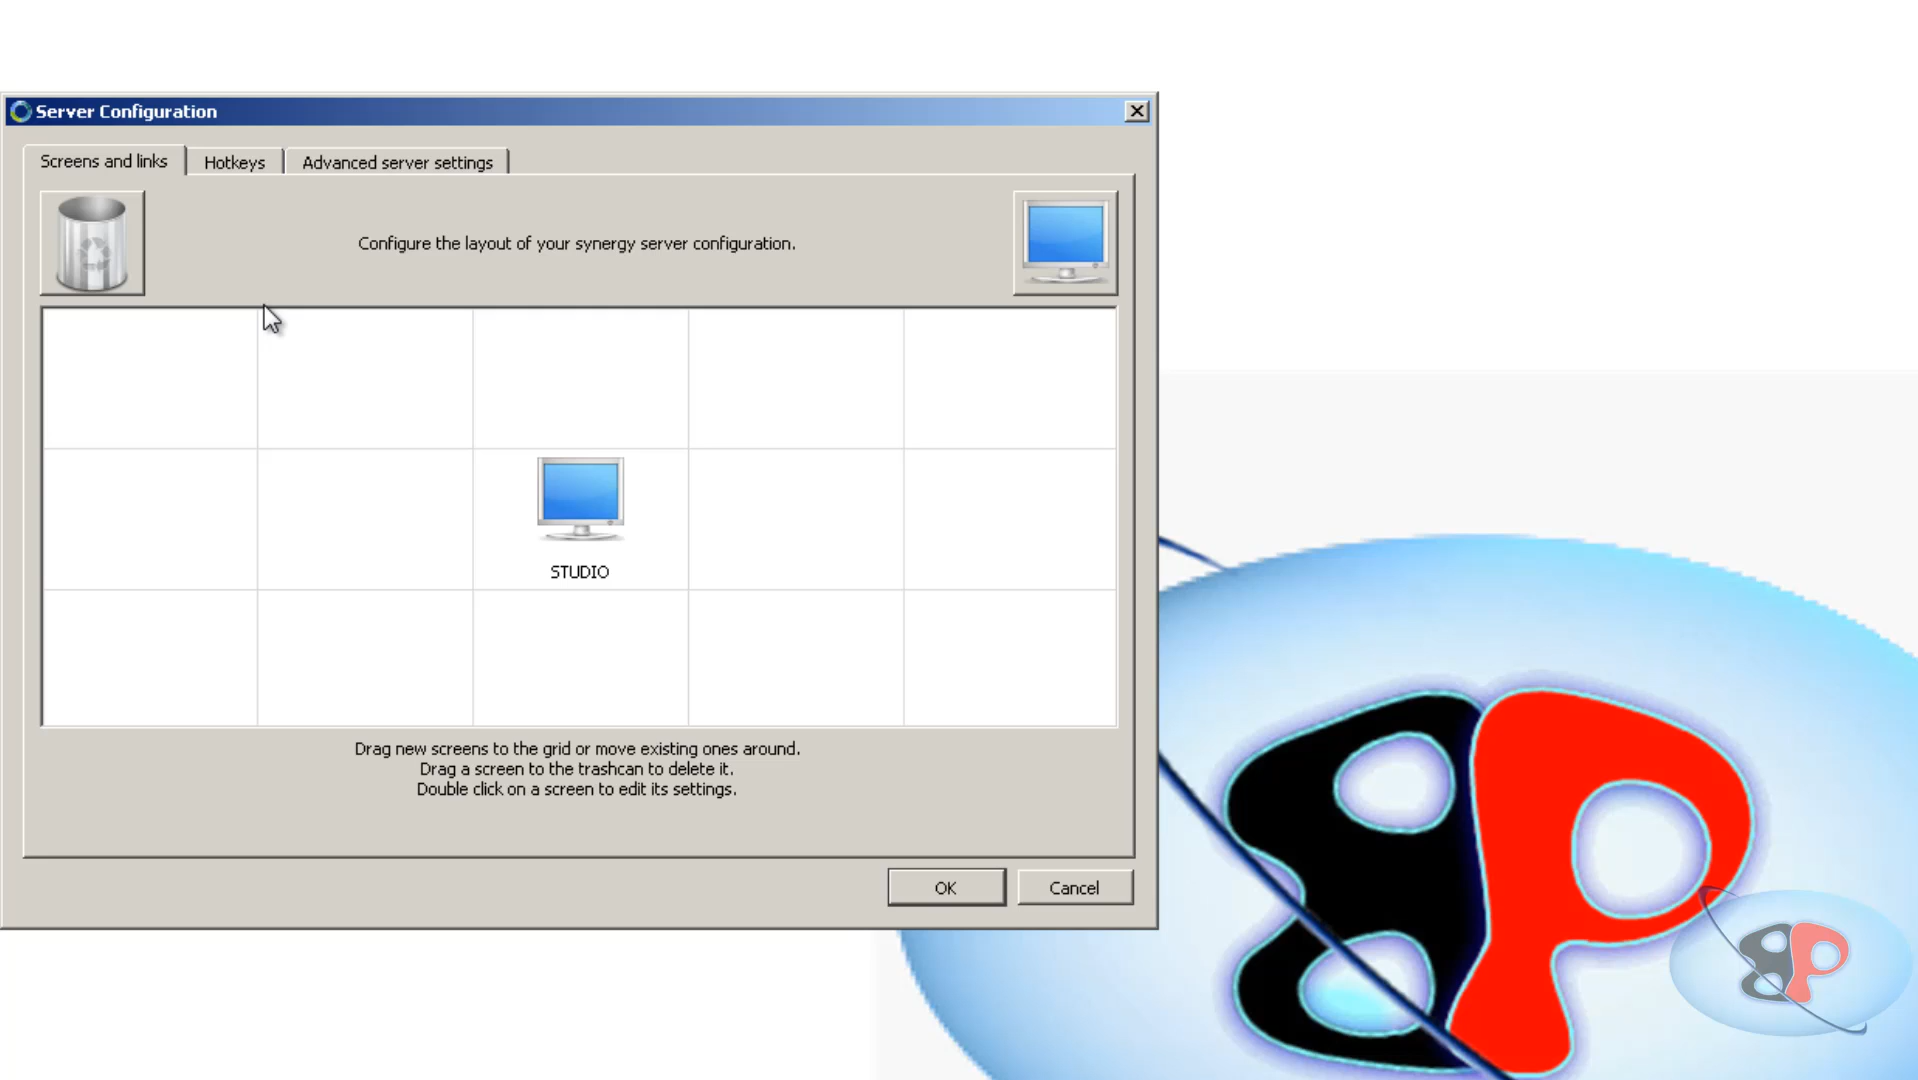 Server Configuration
Screens and links
Hotkeys
Advanced server settings
Configure the layout of your synergy server configuration.
STUDIO
Drag new screens to the grid or move existing ones around.
Drag a screen to the trashcan to delete it.
Double click on a screen to edit its settings.
OK
Cancel